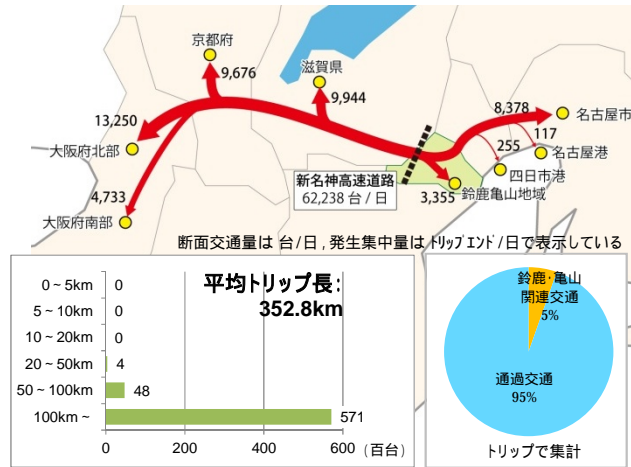 京都府
9,676
滋賀県
9,944
13,250
大阪府北部
8,378
名古屋市
117
名古屋港
255
四日市港
新名神高速道路
62,238 台 / 日
3,355
鈴鹿亀山地域
4,733
大阪府南部
断面交通量は 台/日 , 発生集中量は トリップエンド/日で表示している
平均トリップ長:
352.8km
0 ~ 5km 0
5 ~ 10km 0
10 ~ 20km 0
20 ~ 50km 4
50 ~ 100km 48
100km ~ 571
0 200 400 600 (百台)
鈴鹿・亀山
関連交通
5%
通過交通
95%
トリップで集計